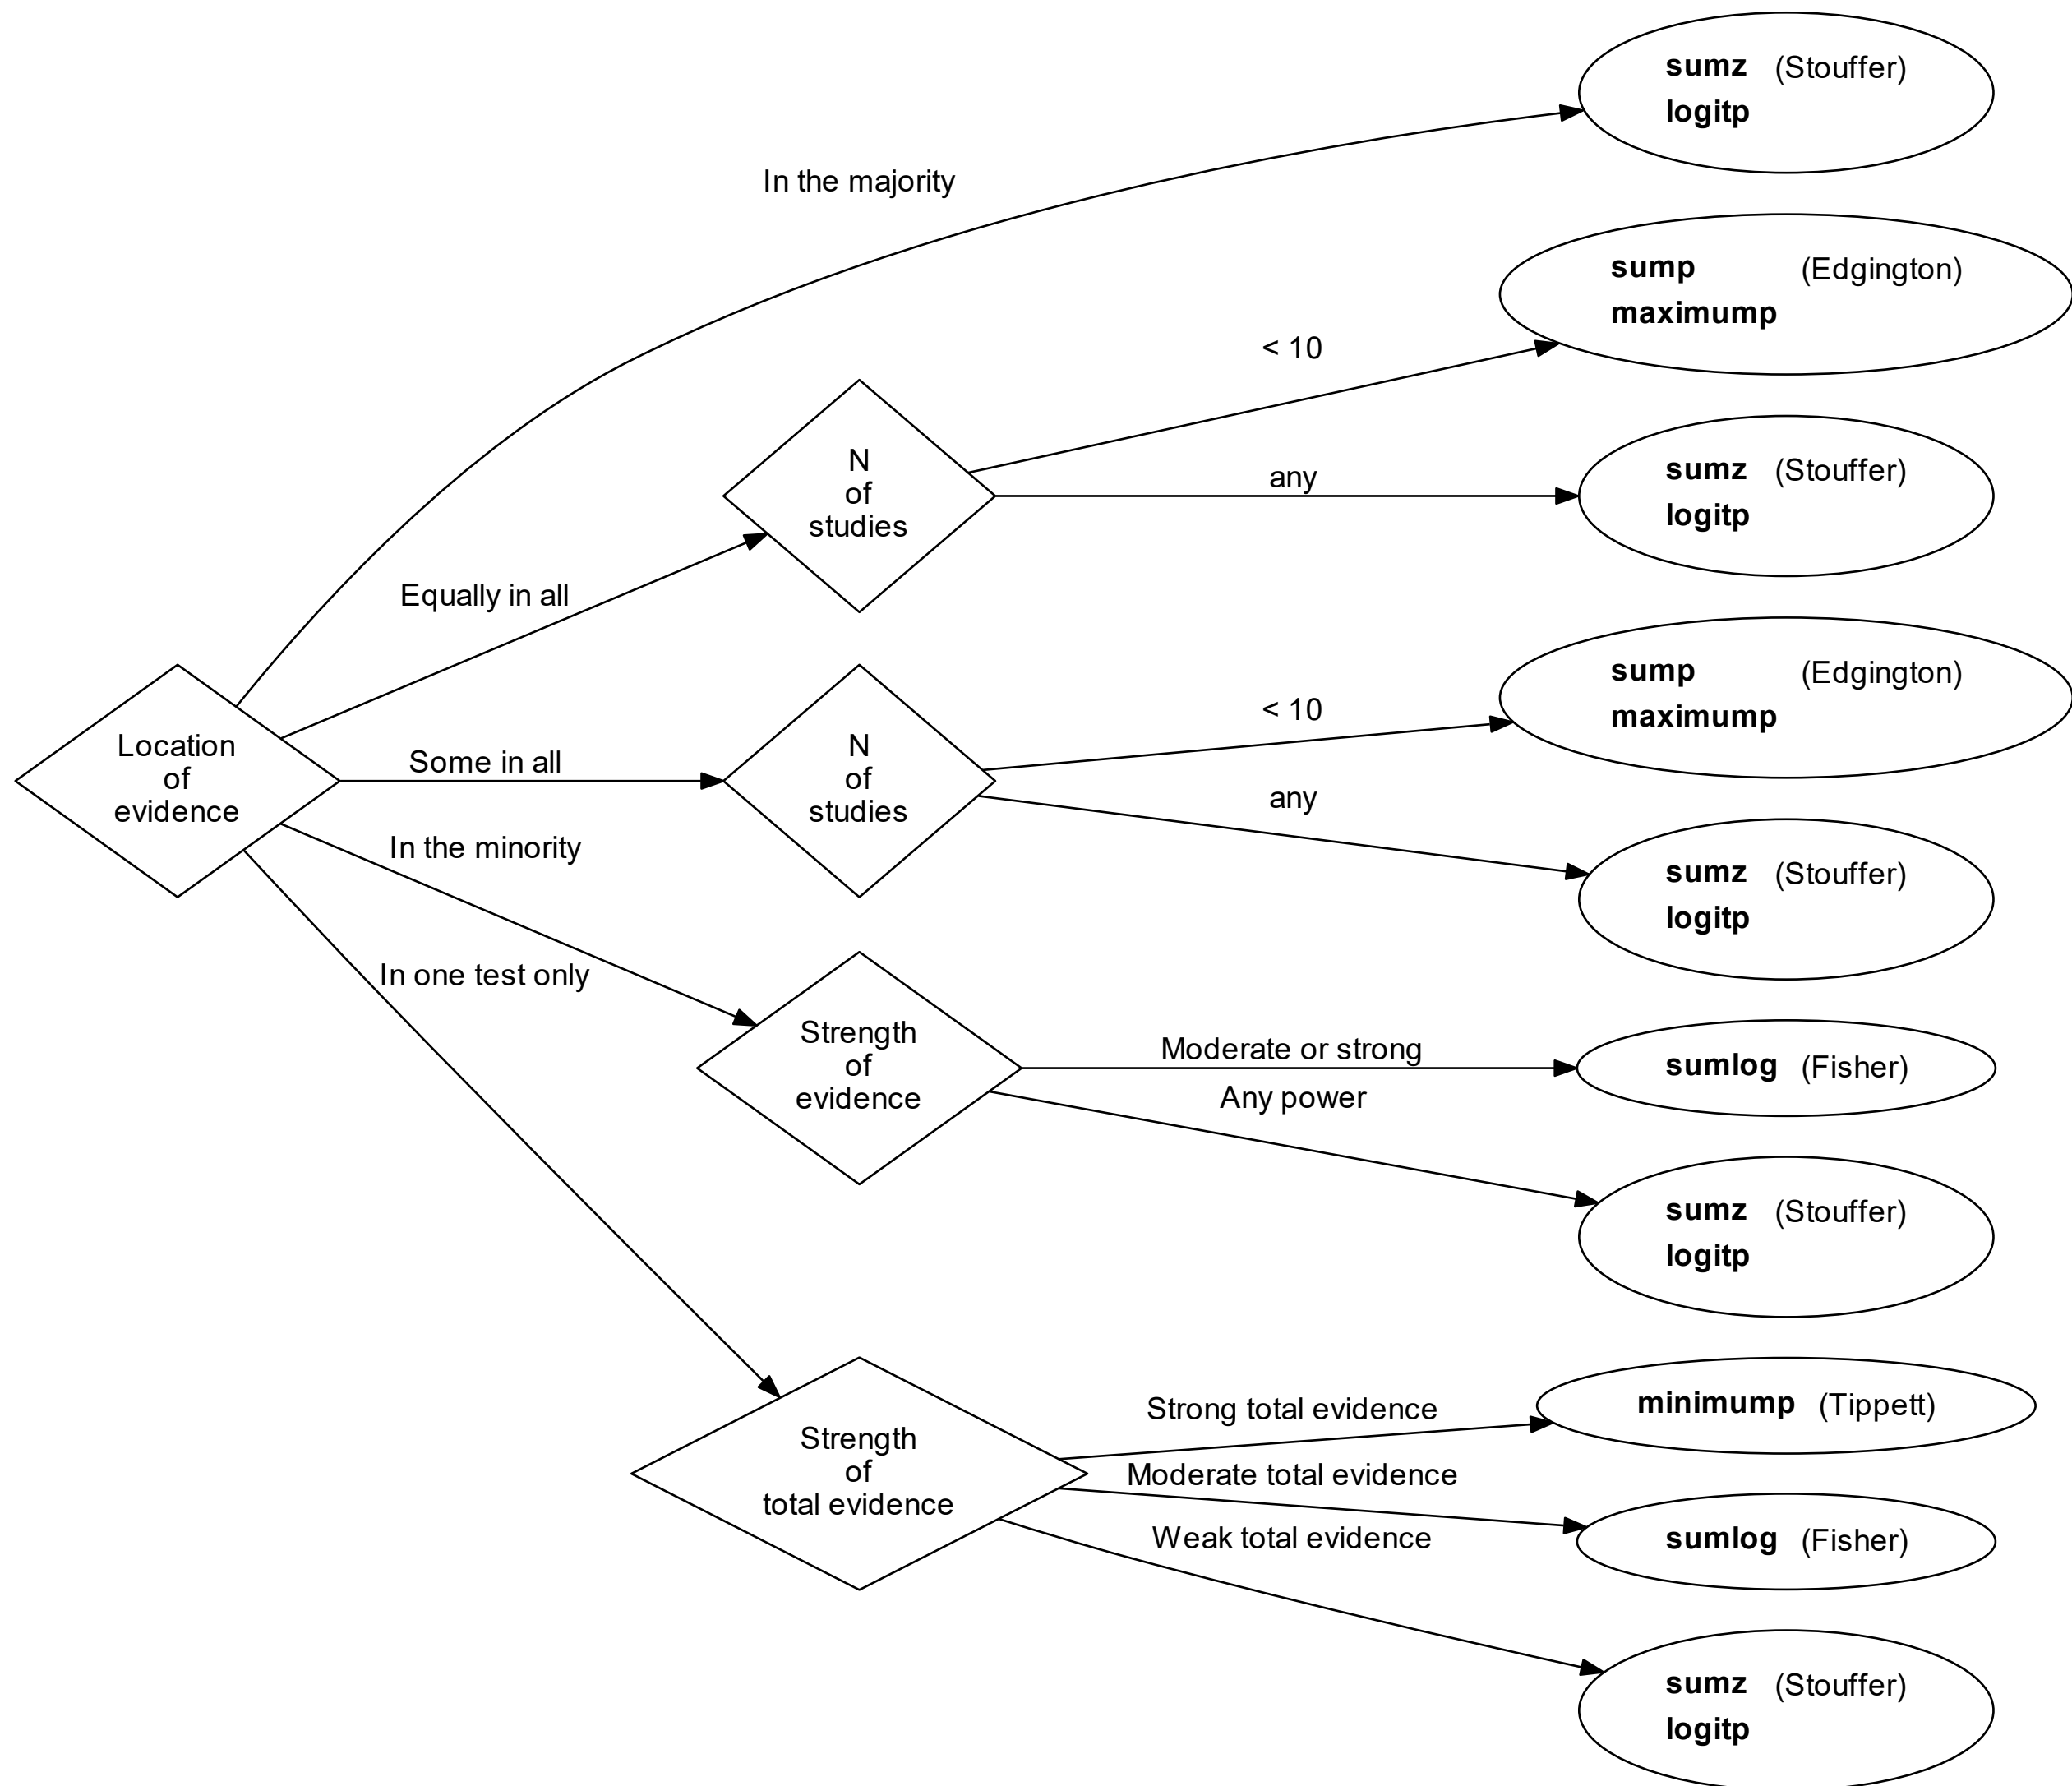 sumz (Stouffer)
logitp
In the majority
sump (Edgington)
maximump
< 10
N
of
studies
any
sumz (Stouffer)
logitp
Equally in all
sump (Edgington)
maximump
< 10
Location
of
evidence
Some in all
N
of
studies
any
sumz (Stouffer)
logitp
In the minority
In one test only
Strength
of
evidence
Moderate or strong
sumlog (Fisher)
Any power
sumz (Stouffer)
logitp
Strength
of
total evidence
Strong total evidence
minimump (Tippett)
Moderate total evidence
sumlog (Fisher)
Weak total evidence
sumz (Stouffer)
logitp